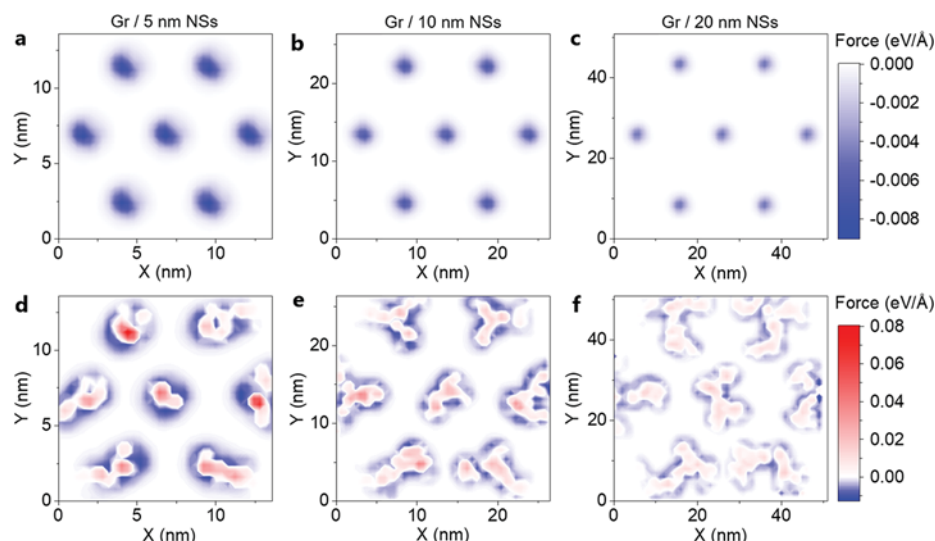 Gr / 5 nm NSs
Gr / 10 nm NSs
Gr / 20 nm NSs
Force (eV/Å)
a
b
c
Y (nm)
10
5
0
Y (nm)
20
10
0
Y (nm)
40
20
0
0.000
-0.002
-0.004
-0.006
-0.008
0
5
10
X (nm)
0
10
20
X (nm)
0
20
40
X (nm)
d
e
f
Force (eV/Å)
Y (nm)
10
5
0
Y (nm)
20
10
0
Y (nm)
40
30
20
10
0
0.08
0.06
0.04
0.02
0.00
-0.01
0
5
10
X (nm)
0
10
20
X (nm)
0
20
40
X (nm)